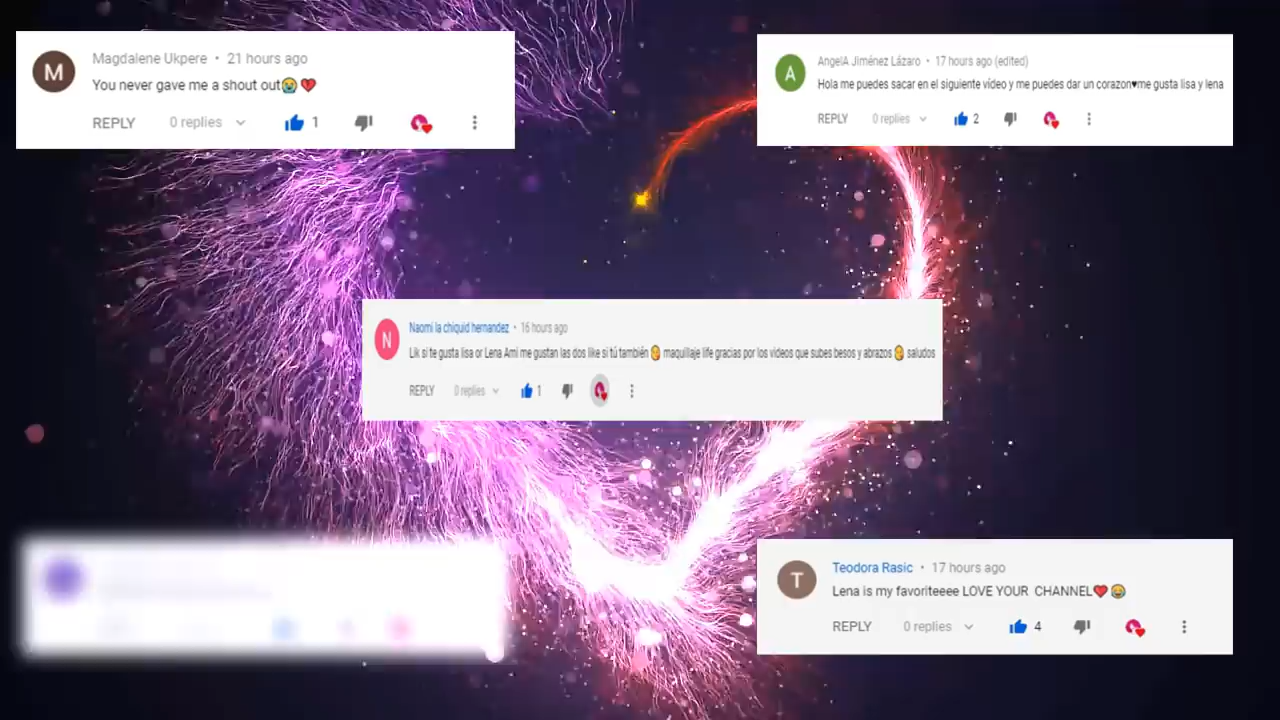 M
Magdalene Ukpere • 21 hours ago
You never gave me a shout out😭💔
REPLY 0 replies 1
A
AngelA Jiménez Lázaro • 17 hours ago (edited)
Hola me puedes sacar en el siguiente vídeo y me puedes dar un corazon♥me gusta lisa y lena
REPLY 0 replies 2
N
Naomi la chiquid hernandez • 16 hours ago
Lik si te gusta lisa or Lena Ami me gustan las dos like si tú también maquillaje life gracias por los videos que subes besos y abrazos saludos
REPLY 0 replies 1
T
Teodora Rasic • 17 hours ago
Lena is my favoriteeee LOVE YOUR CHANNEL❤😂
REPLY 0 replies 4